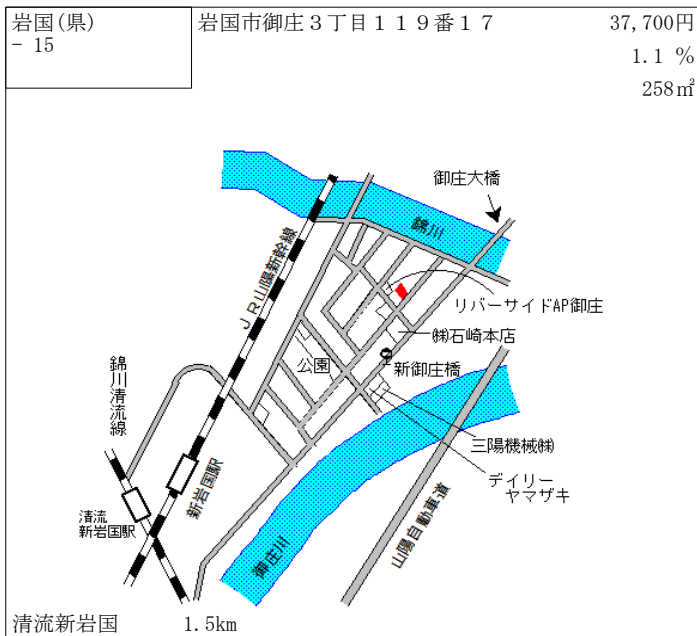 岩国(県)
- 15
岩国市御庄３丁目１１９番１７
37,700円
1.1 %
258㎡
御庄大橋
錦川
ＪＲ山陽新幹線
リバーサイドAP御庄
㈱石崎本店
新御庄橋
公園
錦川清流線
三陽機械㈱
デイリー
ヤマザキ
新岩国駅
清流
新岩国駅
山陽自動車道
御庄川
清流新岩国
1.5km